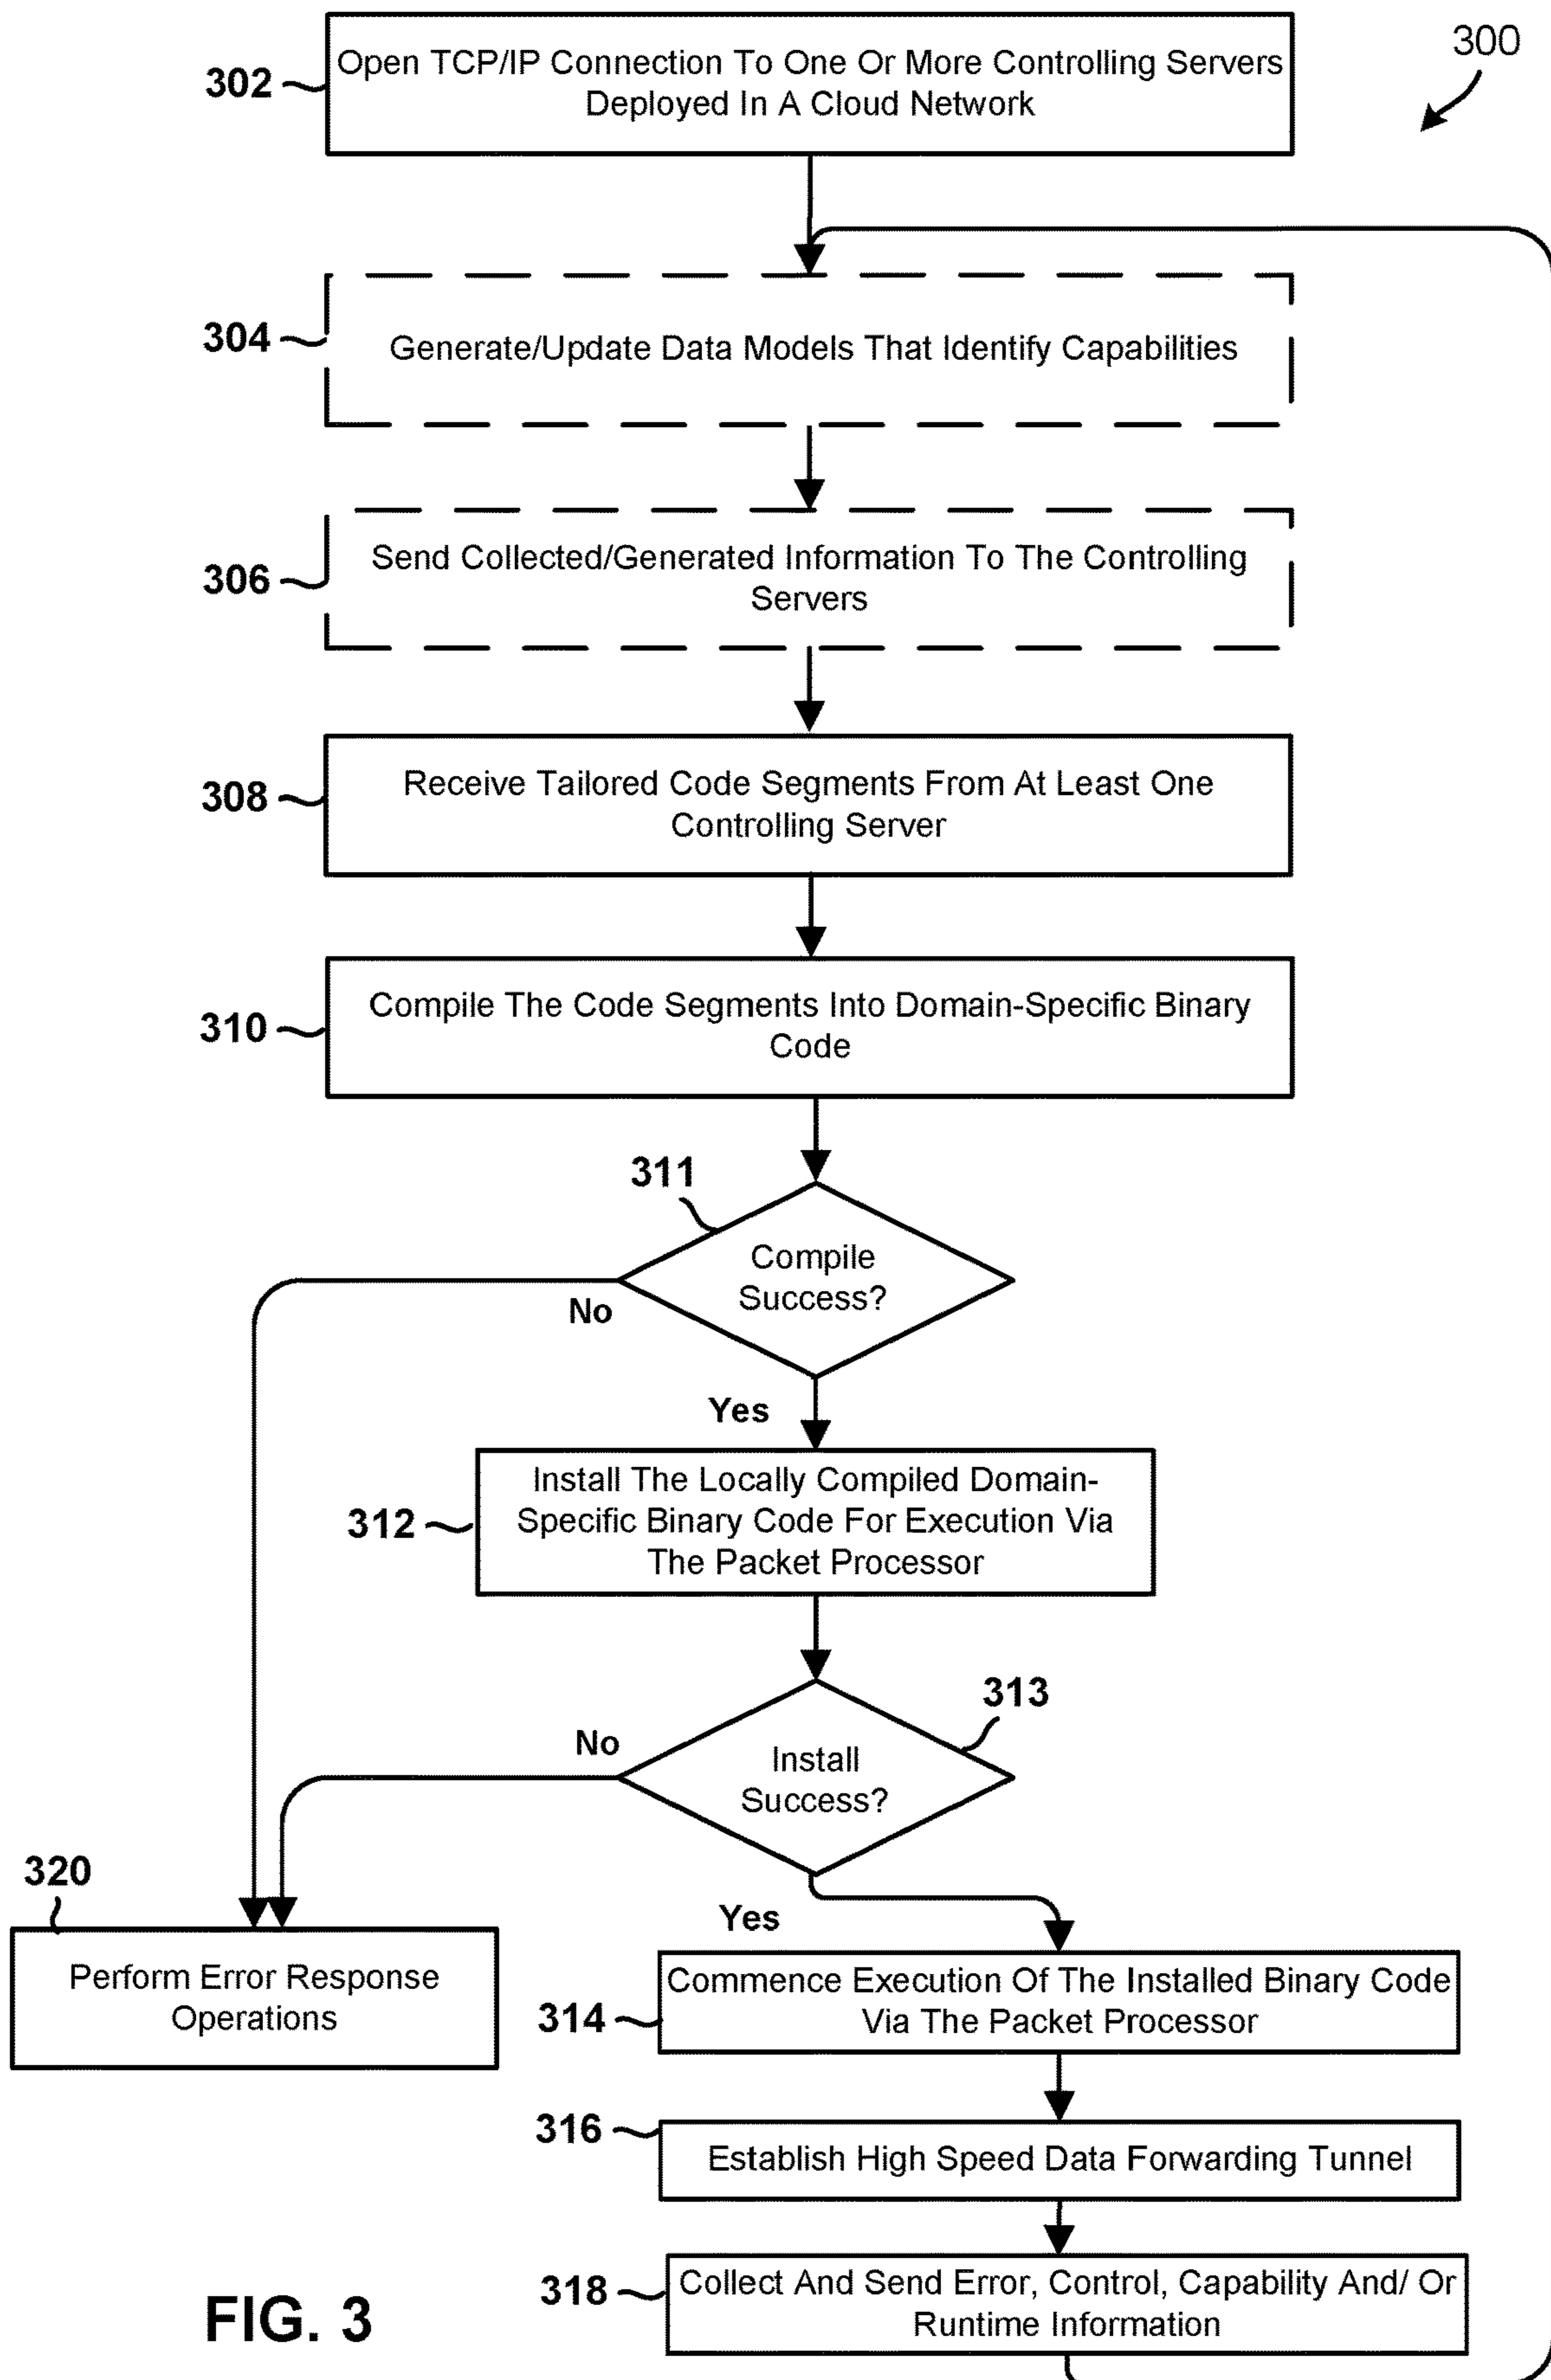 300
302
Open TCP/IP Connection To One Or More Controlling Servers
Deployed In A Cloud Network
304
Generate/Update Data Models That Identify Capabilities
306
Send Collected/Generated Information To The Controlling
Servers
308
Receive Tailored Code Segments From At Least One
Controlling Server
310
Compile The Code Segments Into Domain-Specific Binary
Code
311
Compile
Success?
No
Yes
312
Install The Locally Compiled Domain-
Specific Binary Code For Execution Via
The Packet Processor
313
Install
Success?
No
Yes
320
Perform Error Response
Operations
314
Commence Execution Of The Installed Binary Code
Via The Packet Processor
316
Establish High Speed Data Forwarding Tunnel
318
Collect And Send Error, Control, Capability And/ Or
Runtime Information
FIG. 3